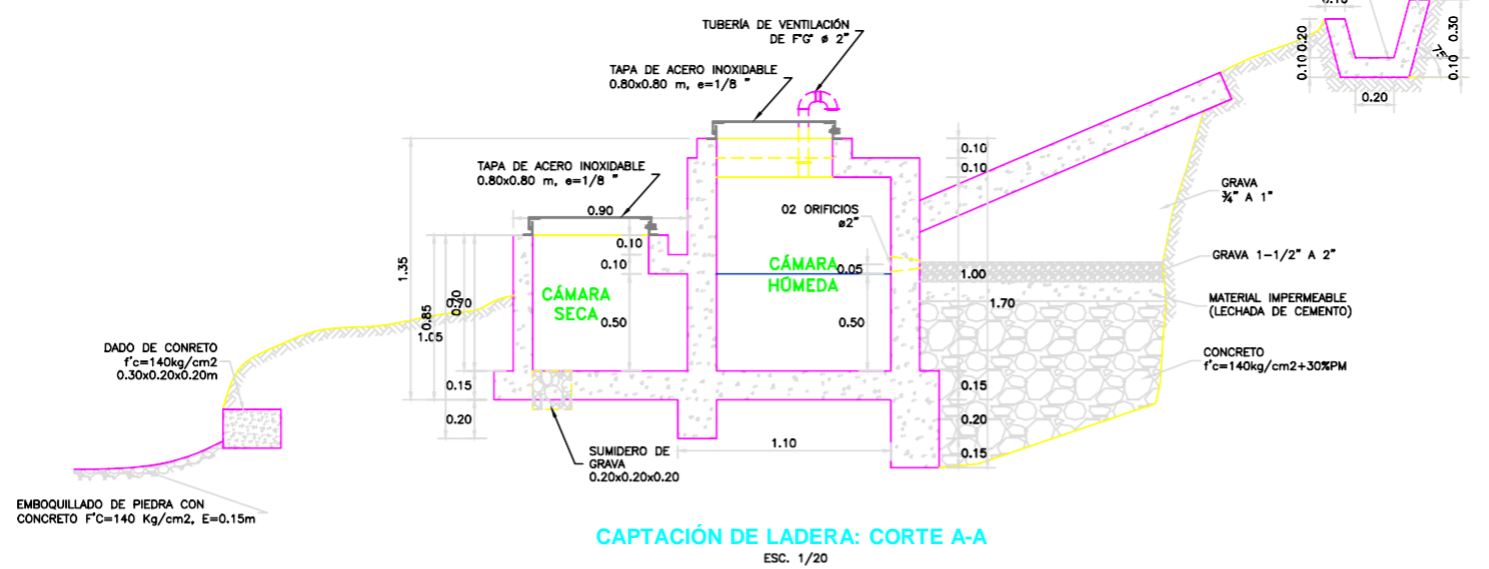 TUBERÍA DE VENTILACIÓN
DE F°G° ø 2"
TAPA DE ACERO INOXIDABLE
0.80x0.80 m, e=1/8 "
TAPA DE ACERO INOXIDABLE
0.80x0.80 m, e=1/8 "
0.90
0.10
0.10
0.50
CÁMARA
SECA
1.35
0.85
1.05
0.70
0.15
0.20
02 ORIFICIOS
ø2"
CÁMARA
HÚMEDA
0.05
0.50
0.10
0.10
1.00
1.70
0.15
0.20
0.15
1.10
0.20
0.10
0.20
0.30
0.10
75°
GRAVA
¾" A 1"
GRAVA 1-1/2" A 2"
MATERIAL IMPERMEABLE
(LECHADA DE CEMENTO)
CONCRETO
f'c=140kg/cm2+30%PM
DADO DE CONRETO
f'c=140kg/cm2
0.30x0.20x0.20m
SUMIDERO DE
GRAVA
0.20x0.20x0.20
EMBOQUILLADO DE PIEDRA CON
CONCRETO F'C=140 Kg/cm2, E=0.15m
CAPTACIÓN DE LADERA: CORTE A-A
ESC. 1/20